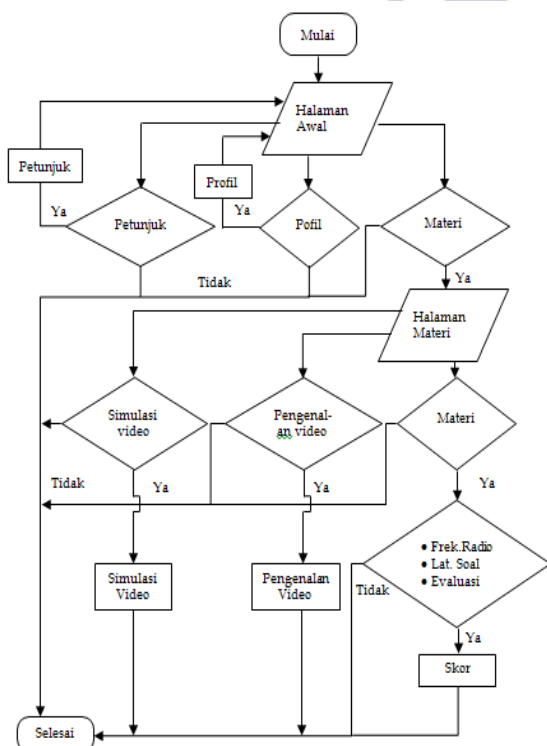 Mulai
Halaman
Awal
Petunjuk
Profil
Ya
Ya
Petunjuk
Pofil
Materi
Tidak
Ya
Halaman
Materi
Simulasi
video
Pengenal-
an video
Materi
Tidak
Ya
Ya
Ya
• Frek.Radio
• Lat. Soal
• Evaluasi
Tidak
Simulasi
Video
Pengenalan
Video
Ya
Skor
Selesai